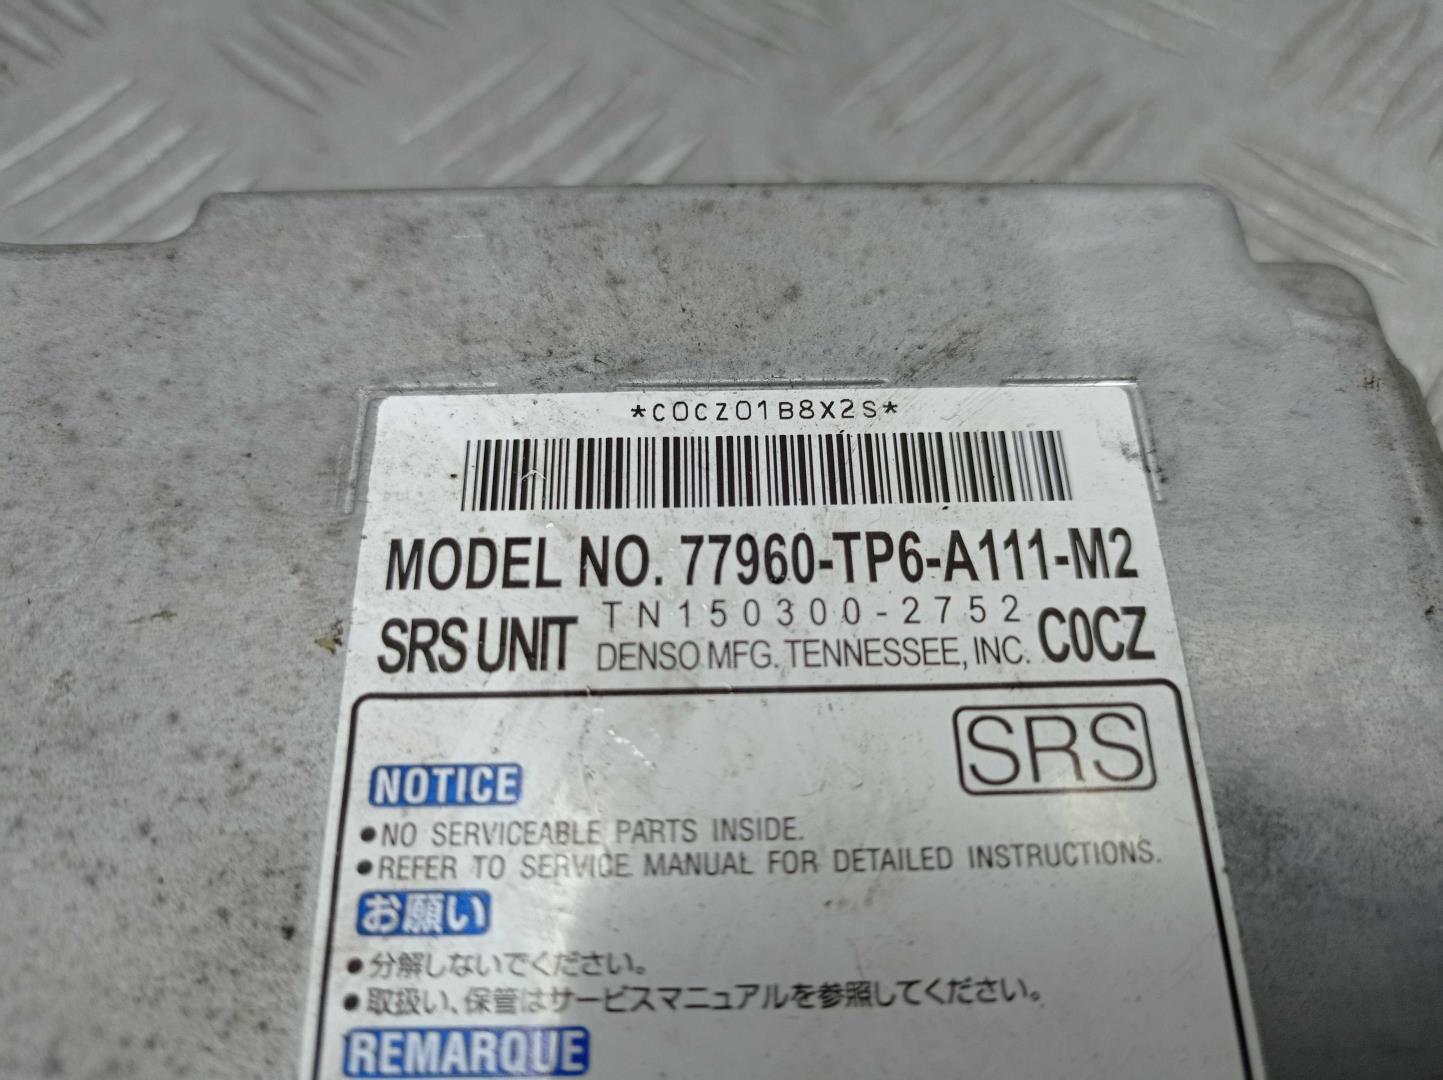 *C0CZ01B8X2S*
MODEL NO. 77960-TP6-A111-M2
SRS UNIT TN150300-2752 C0CZ
DENSO MFG. TENNESSEE, INC.
SRS
NOTICE
●NO SERVICEABLE PARTS INSIDE.
●REFER TO SERVICE MANUAL FOR DETAILED INSTRUCTIONS.
お願い
●分解しないでください。
●取扱い、保管はサービスマニュアルを参照してください。
REMARQUE